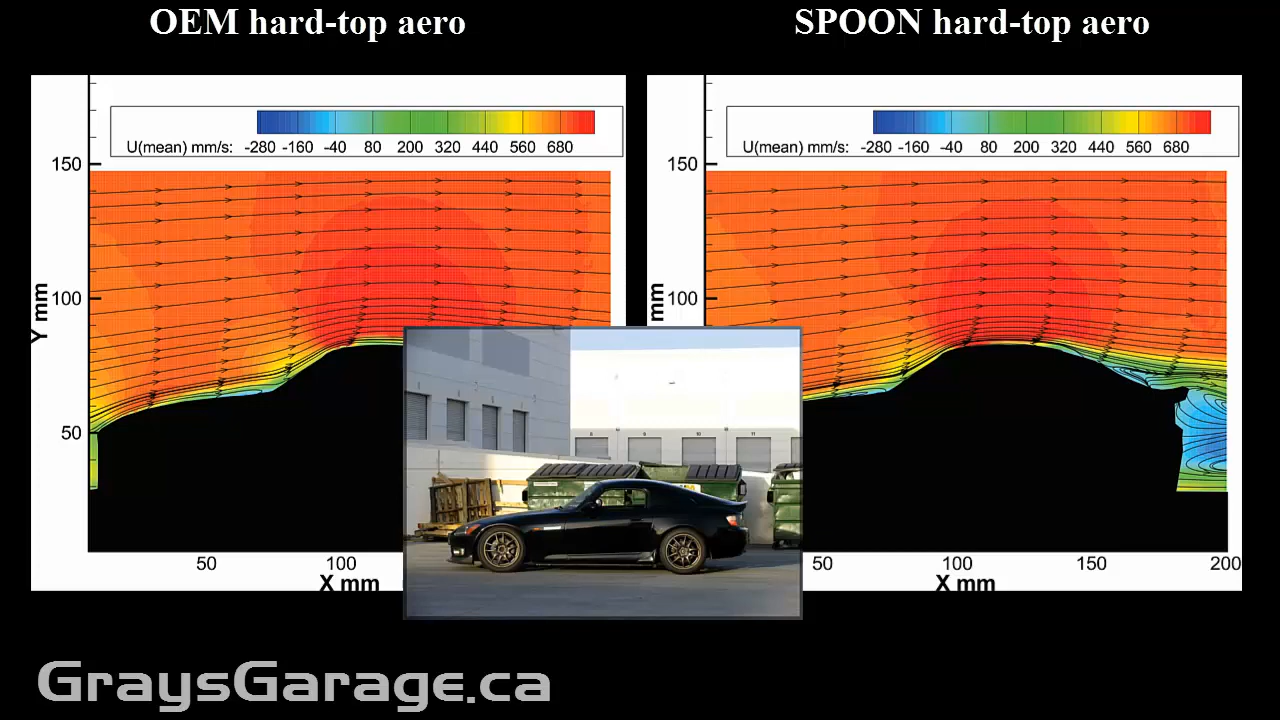 OEM hard-top aero
SPOON hard-top aero
U(mean) mm/s: -280 -160 -40 80 200 320 440 560 680
150
100
50
Y mm
50 100
X mm
U(mean) mm/s: -280 -160 -40 80 200 320 440 560 680
150
100
mm
50 100 150 200
X mm
GraysGarage.ca